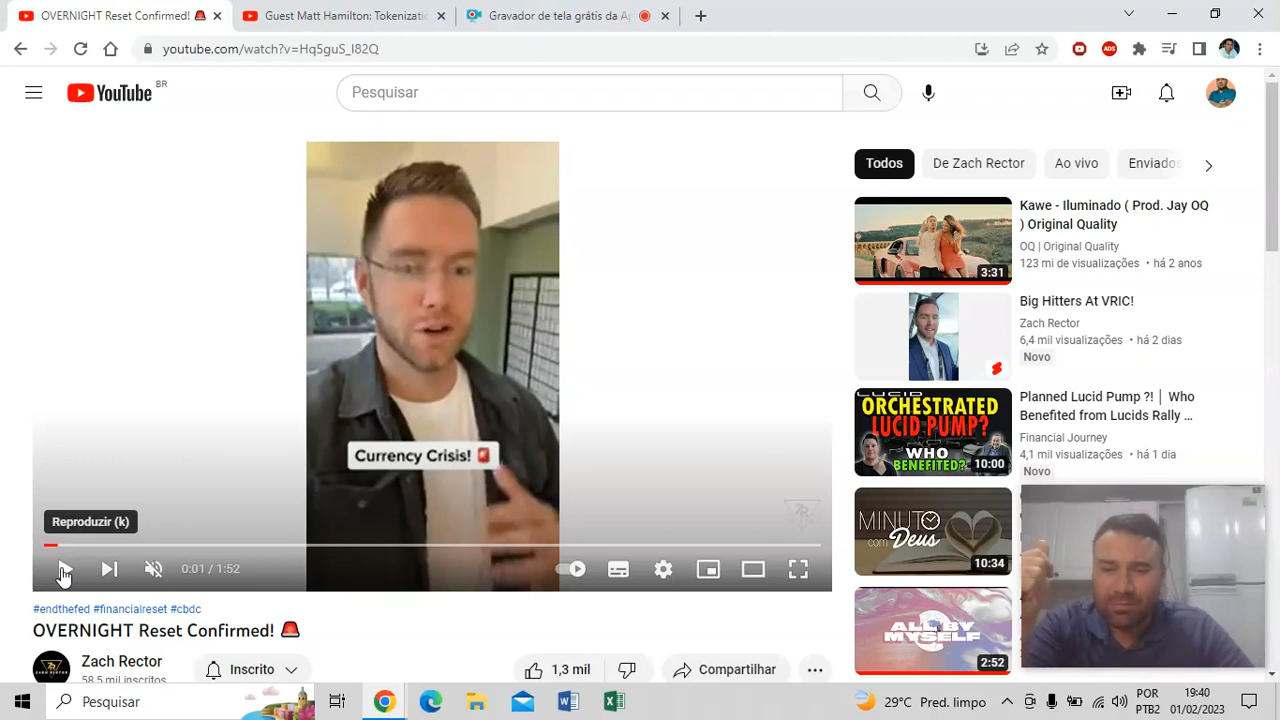 OVERNIGHT Reset Confirmed! 🚨
Guest Matt Hamilton: Tokenizatio
Gravador de tela grátis da Ap
youtube.com/watch?v=Hq5guS_I82Q
YouTube BR
Pesquisar
Todos
De Zach Rector
Ao vivo
Enviados
Currency Crisis! 🚨
Reproduzir (k)
0:01 / 1:52
#endthefed #financialreset #cbdc
OVERNIGHT Reset Confirmed! 🚨
Zach Rector
58,5 mil inscritos
Inscrito
1,3 mil
Compartilhar
3:31
Kawe - Iluminado ( Prod. Jay OQ
) Original Quality
OQ | Original Quality
123 mi de visualizações • há 2 anos
Big Hitters At VRIC!
Zach Rector
6,4 mil visualizações • há 2 dias
Novo
LUCID
ORCHESTRATED
LUCID PUMP?
WHO
BENEFITED?
10:00
Planned Lucid Pump ?! | Who
Benefited from Lucids Rally ...
Financial Journey
4,1 mil visualizações • há 1 dia
Novo
MINUTO
com Deus
10:34
ALL BY
MYSELF
2:52
Pesquisar
29°C Pred. limpo
POR
PTB2
19:40
01/02/2023